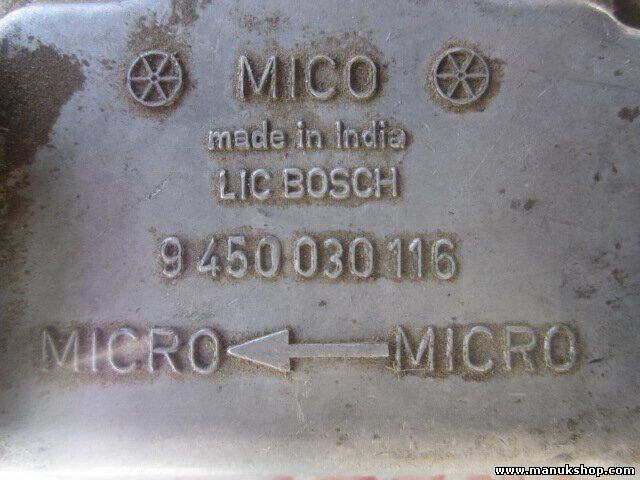 MICO
made in India
LIC BOSCH
9 450 030 116
MICRO ← MICRO
www.manukshop.com